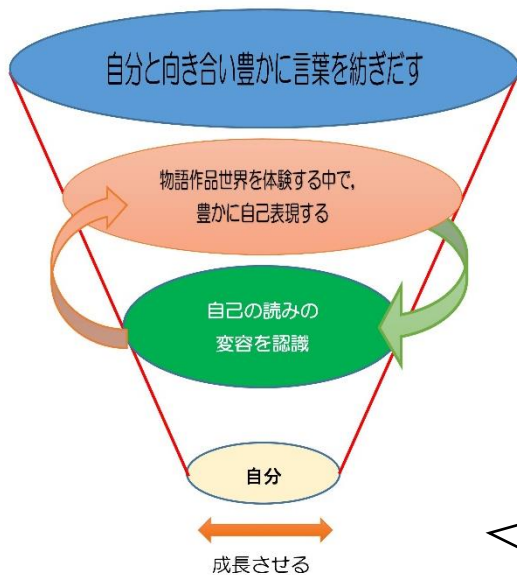 自分と向き合い豊かに言葉を紡ぎだす
物語作品世界を体験する中で，
豊かに自己表現する
自己の読みの
変容を認識
自分
成長させる